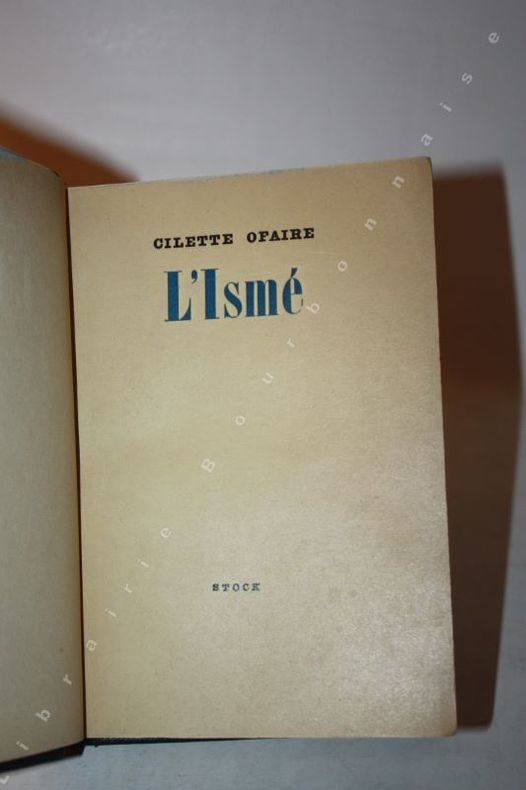 CILETTE OFAIRE
L'Ismé
STOCK
Librairie Bourbonnaise